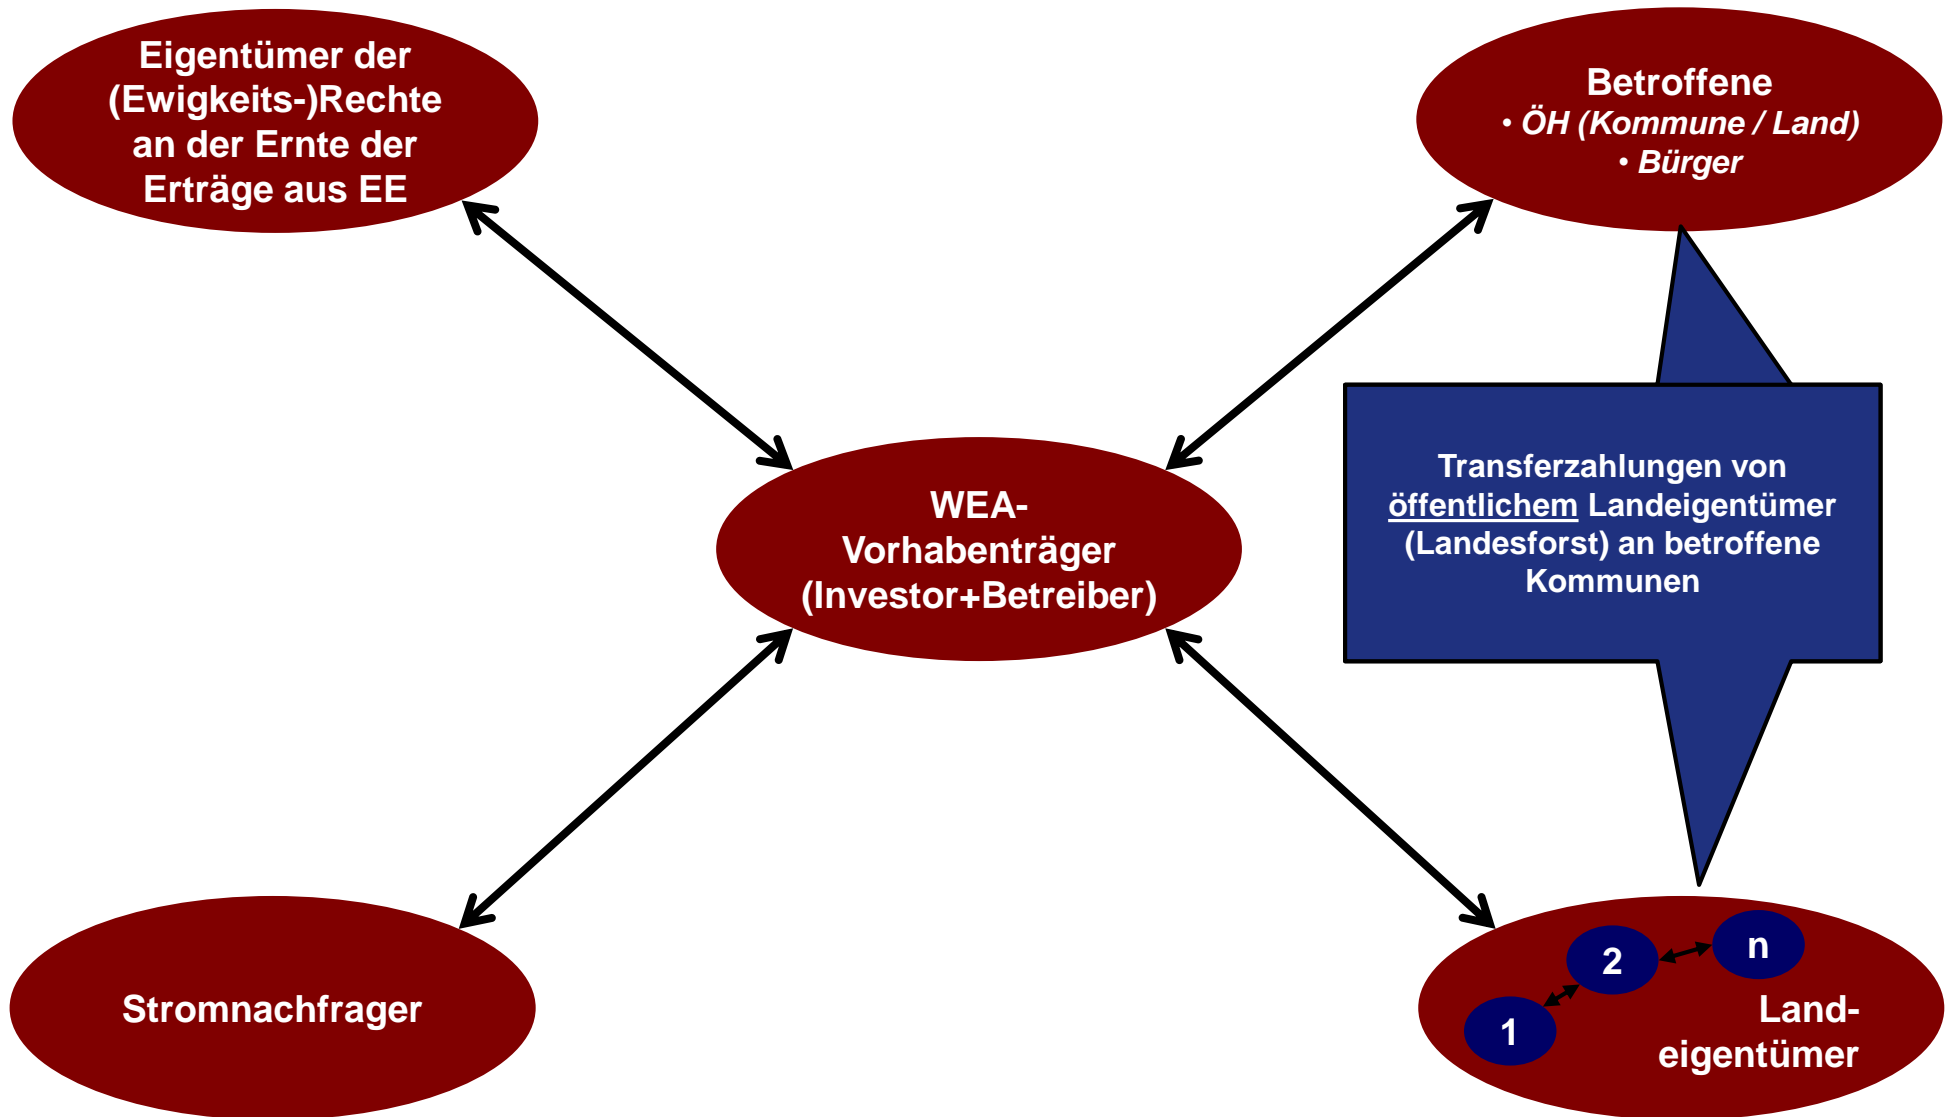 Eigentümer der
(Ewigkeits-)Rechte
an der Ernte der
Erträge aus EE
Betroffene
• ÖH (Kommune / Land)
• Bürger
WEA-
Vorhabenträger
(Investor+Betreiber)
Transferzahlungen von
öffentlichem Landeigentümer
(Landesforst) an betroffene
Kommunen
Stromnachfrager
1
2
n
Land-
eigentümer